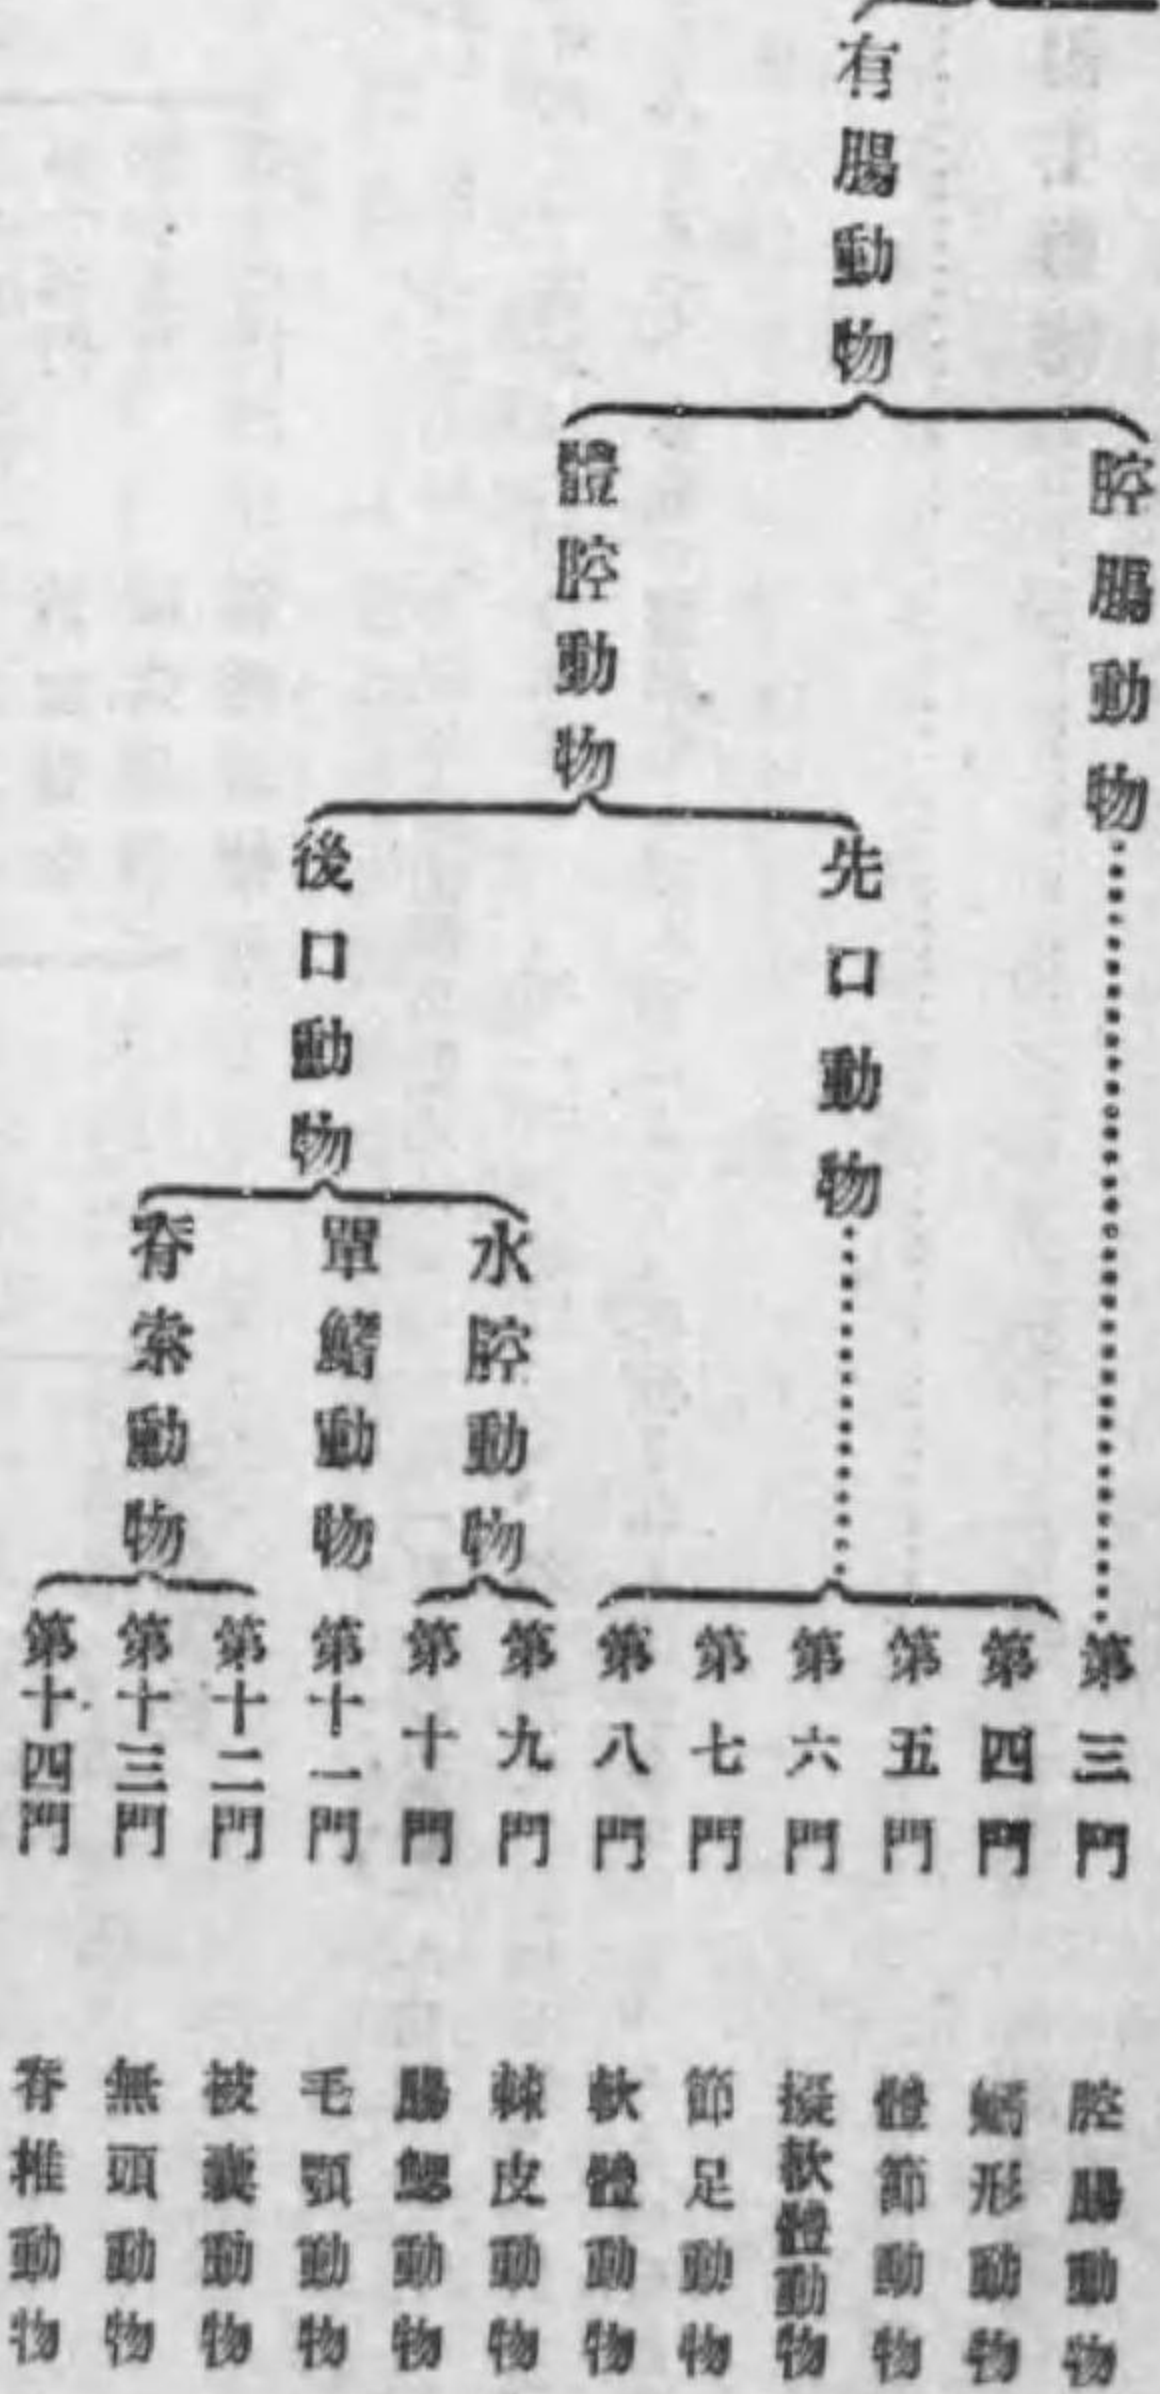 有腸動物
腔腸動物
體腔動物
先口動物
後口動物
水腔動物
單鰭動物
脊索動物
第三門 腔腸動物
第四門 蠕形動物
第五門 體節動物
第六門 擬軟體動物
第七門 節足動物
第八門 軟體動物
第九門 棘皮動物
第十門 腸鰓動物
第十一門 毛顎動物
第十二門 被囊動物
第十三門 無頭動物
第十四門 脊椎動物